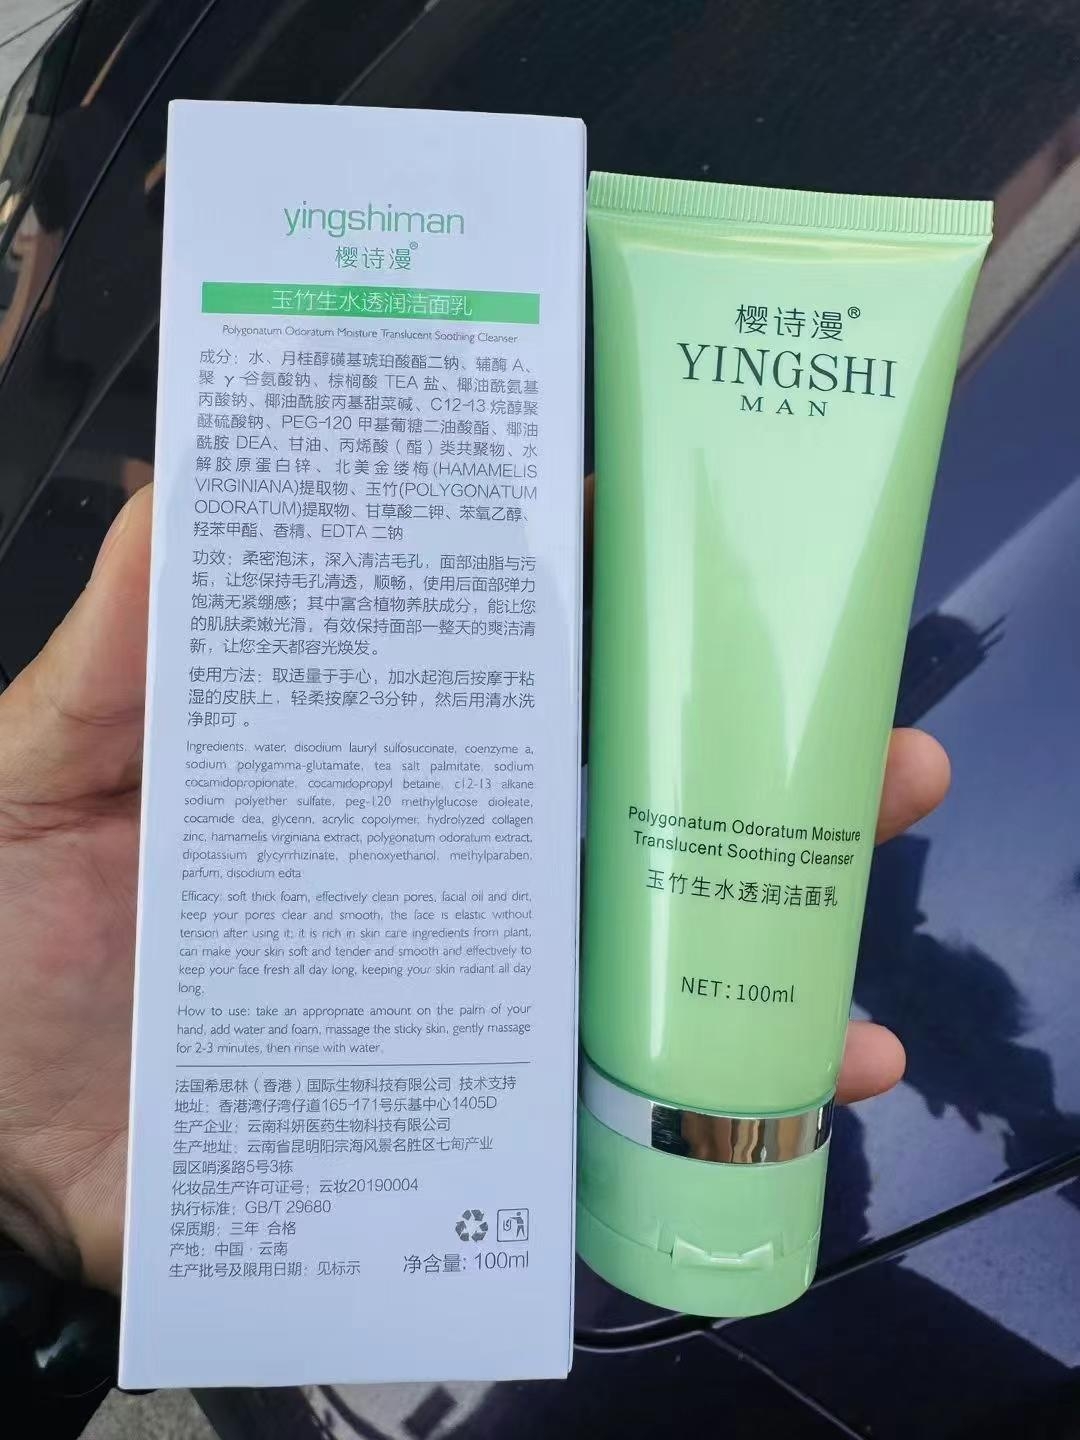 yingshiman
樱诗漫®
玉竹生水透润洁面乳
Polygonatum Odoratum Moisture Translucent Soothing Cleanser
成分：水、月桂醇磺基琥珀酸酯二钠、辅酶A、
聚γ-谷氨酸钠、棕榈酸TEA盐、椰油酰氨基
丙酸钠、椰油酰胺丙基甜菜碱、C12-13烷醇聚
醚硫酸钠、PEG-120甲基葡糖二油酸酯、椰油
酰胺DEA、甘油、丙烯酸（酯）类共聚物、水
解胶原蛋白锌、北美金缕梅(HAMAMELIS
VIRGINIANA)提取物、玉竹(POLYGONATUM
ODORATUM)提取物、甘草酸二钾、苯氧乙醇、
羟苯甲酯、香精、EDTA二钠
功效：柔密泡沫，深入清洁毛孔，面部油脂与污
垢，让您保持毛孔清透，顺畅，使用后面部弹力
饱满无紧绷感；其中富含植物养肤成分，能让您
的肌肤柔嫩光滑，有效保持面部一整天的爽洁清
新，让您全天都容光焕发。
使用方法：取适量于手心，加水起泡后按摩于粘
湿的皮肤上，轻柔按摩2-3分钟，然后用清水洗
净即可。
Ingredients: water, disodium lauryl sulfosuccinate, coenzyme a,
sodium polygamma-glutamate, tea salt palmitate, sodium
cocamidopropionate, cocamidopropyl betaine, c12-13 alkane
sodium polyether sulfate, peg-120 methylglucose dioleate,
cocamide dea, glycerin, acrylic copolymer, hydrolyzed collagen
zinc, hamamelis virginiana extract, polygonatum odoratum extract,
dipotassium glycyrrhizinate, phenoxyethanol, methylparaben,
parfum, disodium edta
Efficacy: soft thick foam, effectively clean pores, facial oil and dirt,
keep your pores clear and smooth, the face is elastic without
tension after using it; it is rich in skin care ingredients from plant,
can make your skin soft and tender and smooth and effectively to
keep your face fresh all day long, keeping your skin radiant all day
long.
How to use: take an appropriate amount on the palm of your
hand, add water and foam, massage the sticky skin, gently massage
for 2-3 minutes, then rinse with water.
法国希思林（香港）国际生物科技有限公司 技术支持
地址：香港湾仔湾仔道165-171号乐基中心1405D
生产企业：云南科妍医药生物科技有限公司
生产地址：云南省昆明阳宗海风景名胜区七甸产业
园区哨溪路5号3栋
化妆品生产许可证号：云妆20190004
执行标准：GB/T 29680
保质期：三年 合格
产地：中国·云南
生产批号及限用日期：见标示
净含量：100ml
樱诗漫®
YINGSHI
MAN
Polygonatum Odoratum Moisture
Translucent Soothing Cleanser
玉竹生水透润洁面乳
NET：100ml